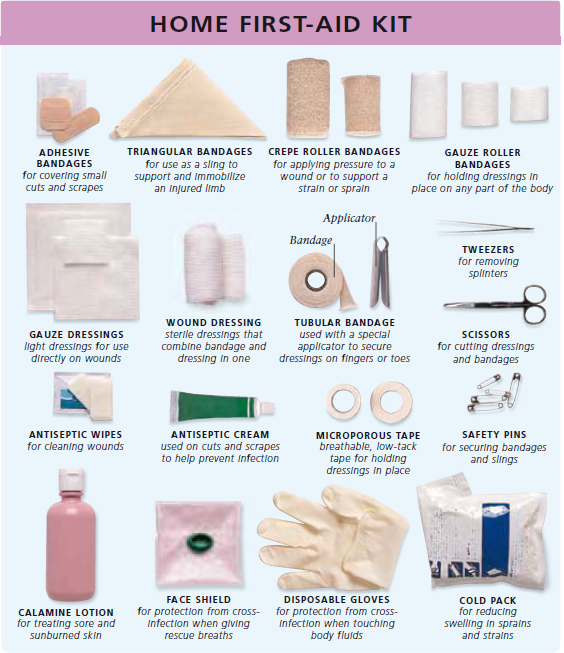 HOME FIRST-AID KIT
ADHESIVE
BANDAGES
for covering small
cuts and scrapes
TRIANGULAR BANDAGES
for use as a sling to
support and immobilize
an injured limb
CREPE ROLLER BANDAGES
for applying pressure to a
wound or to support a
strain or sprain
GAUZE ROLLER
BANDAGES
for holding dressings in
place on any part of the body
GAUZE DRESSINGS
light dressings for use
directly on wounds
WOUND DRESSING
sterile dressings that
combine bandage and
dressing in one
Applicator
Bandage
TUBULAR BANDAGE
used with a special
applicator to secure
dressings on fingers or toes
TWEEZERS
for removing
splinters
SCISSORS
for cutting dressings
and bandages
ANTISEPTIC WIPES
for cleaning wounds
ANTISEPTIC CREAM
used on cuts and scrapes
to help prevent infection
MICROPOROUS TAPE
breathable, low-tack
tape for holding
dressings in place
SAFETY PINS
for securing bandages
and slings
CALAMINE LOTION
for treating sore and
sunburned skin
FACE SHIELD
for protection from cross-
infection when giving
rescue breaths
DISPOSABLE GLOVES
for protection from cross-
infection when touching
body fluids
COLD PACK
for reducing
swelling in sprains
and strains